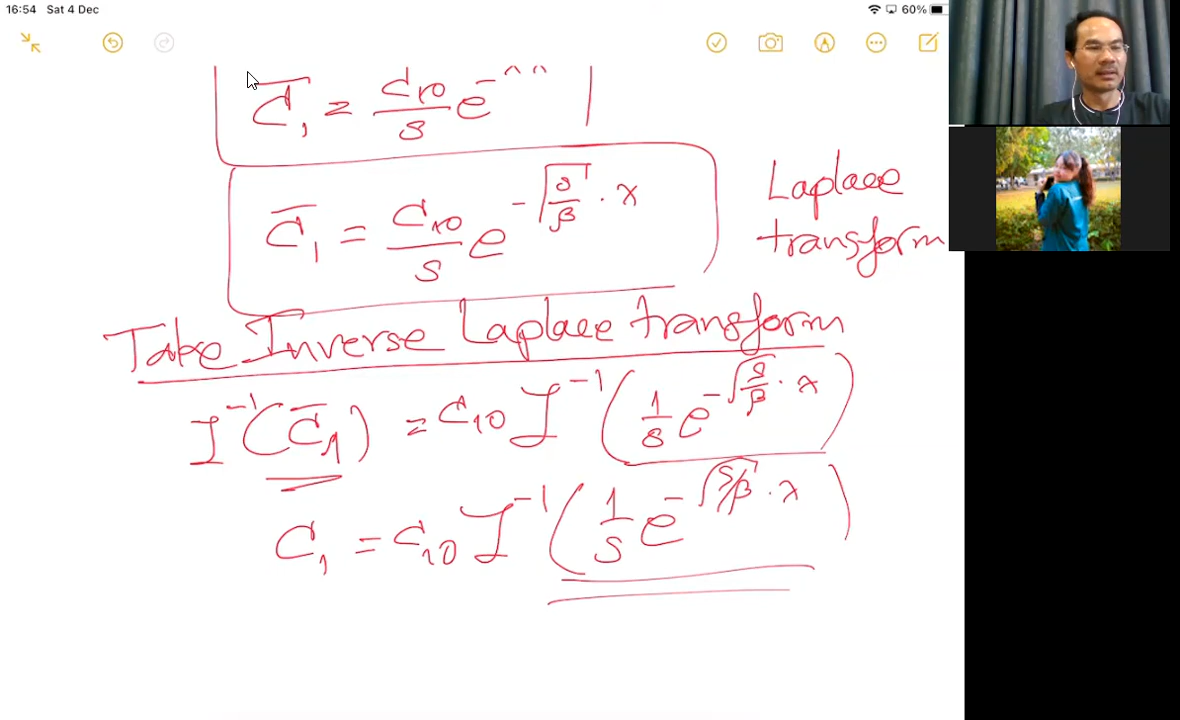 16:54 Sat 4 Dec
60%
C̅₁ = C₁₀/s e^-
C̅₁ = C₁₀/s e^(-√(s/β) · x)
Laplace
transform
Take Inverse Laplace transform
L⁻¹(C̅₁) = C₁₀ L⁻¹(1/s e^(-√(s/β) · x))
C₁ = C₁₀ L⁻¹(1/s e^(-√(s/β) · x))